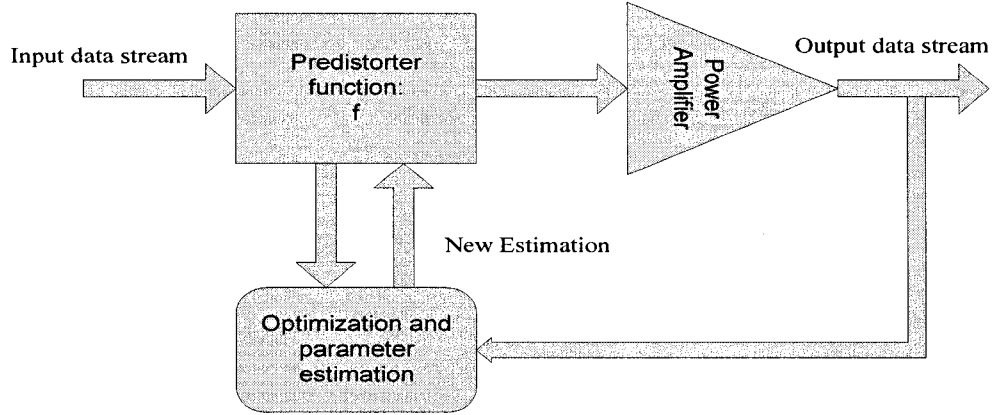 Input data stream
Predistorter
function:
f
Power
Amplifier
Output data stream
New Estimation
Optimization and
parameter
estimation